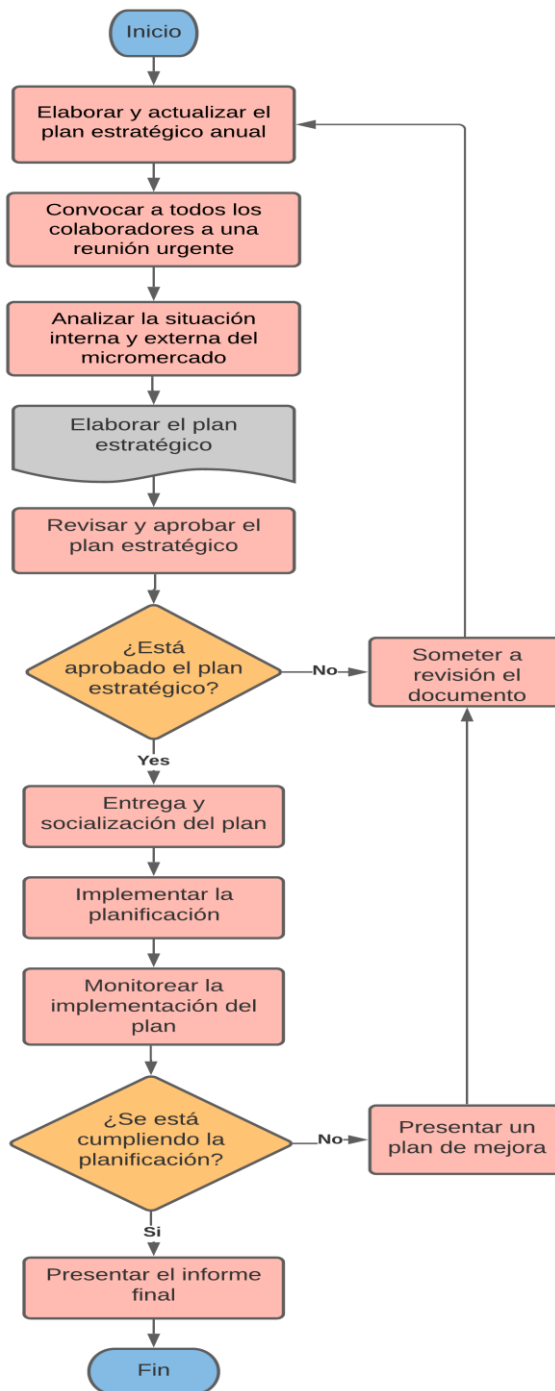 Inicio
Elaborar y actualizar el
plan estratégico anual
Convocar a todos los
colaboradores a una
reunión urgente
Analizar la situación
interna y externa del
micromercado
Elaborar el plan
estratégico
Revisar y aprobar el
plan estratégico
¿Está
aprobado el plan
estratégico?
No
Someter a
revisión el
documento
Yes
Entrega y
socialización del plan
Implementar la
planificación
Monitorear la
implementación del
plan
¿Se está
cumpliendo la
planificación?
No
Presentar un
plan de mejora
Si
Presentar el informe
final
Fin